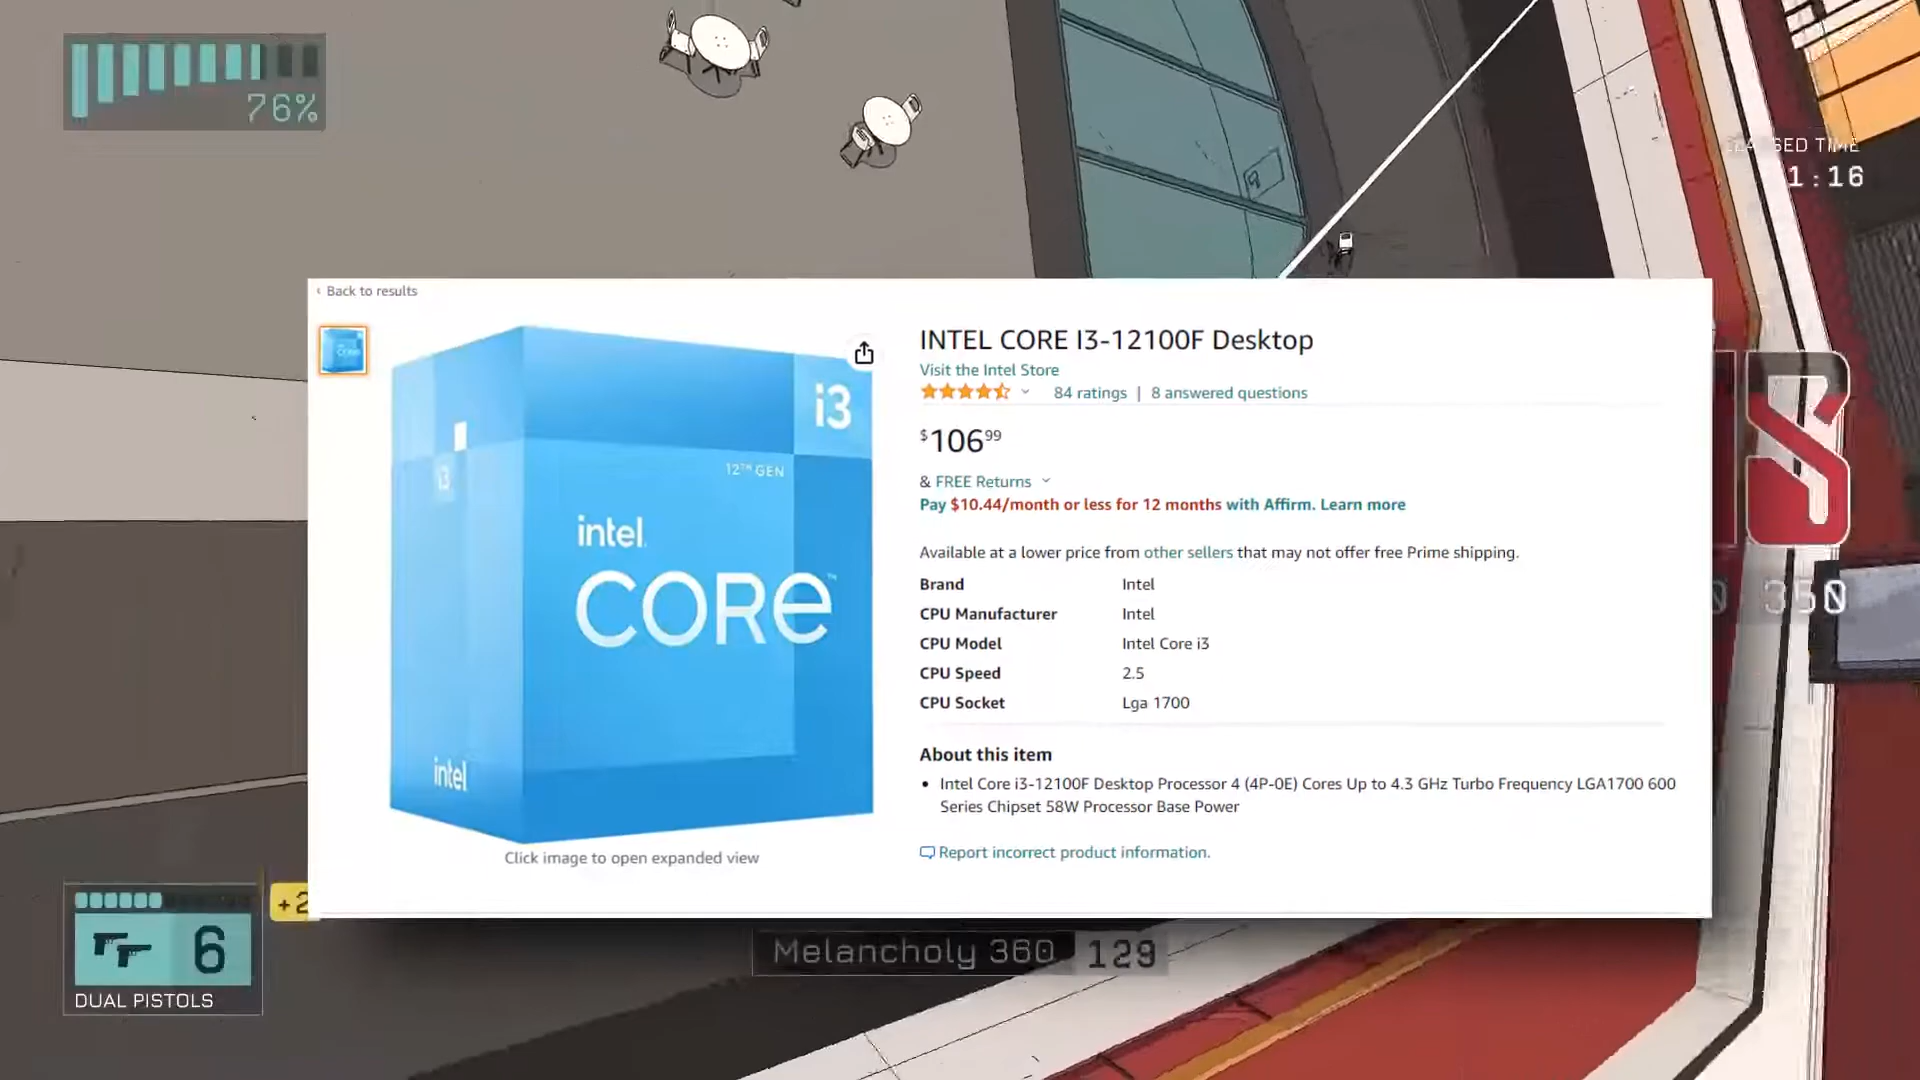 76%
SED TIME
1:16
‹ Back to results
i3
12TH GEN
i3
intel.
CORE™
intel
Click image to open expanded view
INTEL CORE I3-12100F Desktop
Visit the Intel Store
84 ratings | 8 answered questions
$106.99
& FREE Returns
Pay $10.44/month or less for 12 months with Affirm. Learn more
Available at a lower price from other sellers that may not offer free Prime shipping.
Brand Intel
CPU Manufacturer Intel
CPU Model Intel Core i3
CPU Speed 2.5
CPU Socket Lga 1700
About this item
• Intel Core i3-12100F Desktop Processor 4 (4P-0E) Cores Up to 4.3 GHz Turbo Frequency LGA1700 600
Series Chipset 58W Processor Base Power
Report incorrect product information.
S
350
+2
6
DUAL PISTOLS
Melancholy 360 129